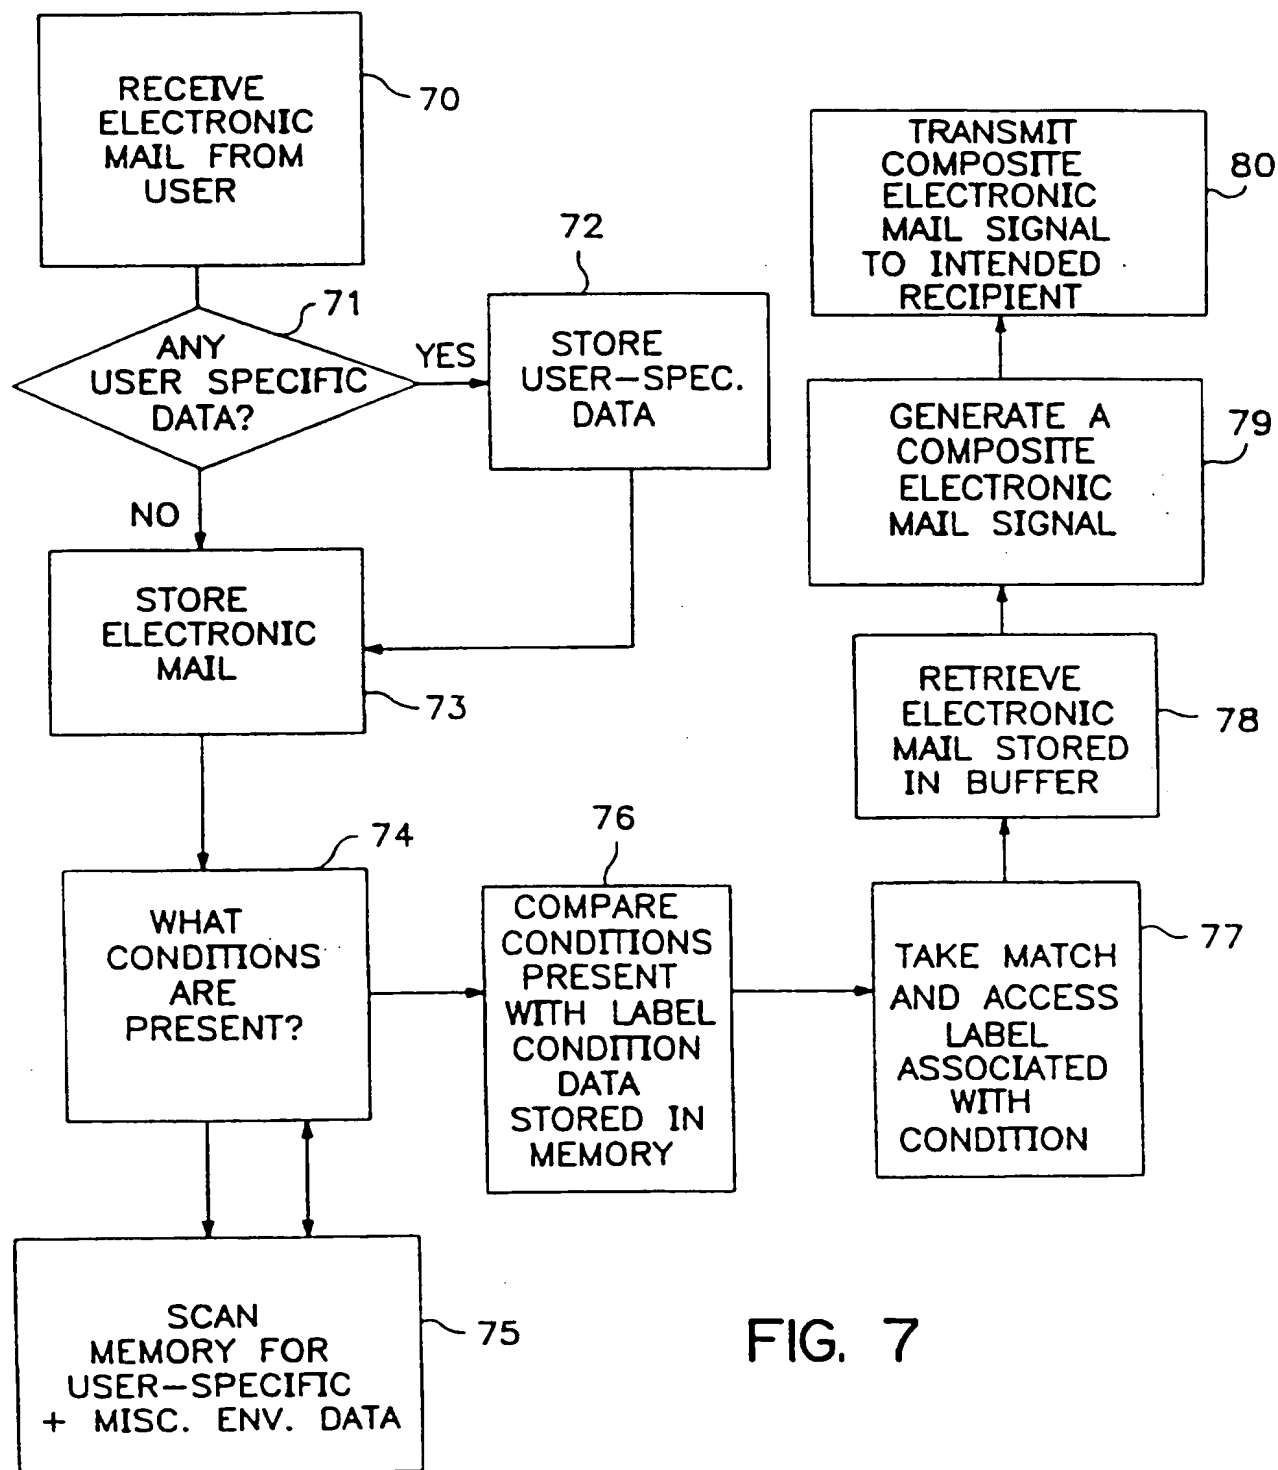 RECEIVE
ELECTRONIC
MAIL FROM
USER
70
71
ANY
USER SPECIFIC
DATA?
YES
NO
72
STORE
USER-SPEC.
DATA
STORE
ELECTRONIC
MAIL
73
74
WHAT
CONDITIONS
ARE
PRESENT?
SCAN
MEMORY FOR
USER-SPECIFIC
+ MISC. ENV. DATA
75
76
COMPARE
CONDITIONS
PRESENT
WITH LABEL
CONDITION
DATA
STORED IN
MEMORY
TAKE MATCH
AND ACCESS
LABEL
ASSOCIATED
WITH
CONDITION
77
RETRIEVE
ELECTRONIC
MAIL STORED
IN BUFFER
78
GENERATE A
COMPOSITE
ELECTRONIC
MAIL SIGNAL
79
TRANSMIT
COMPOSITE
ELECTRONIC
MAIL SIGNAL
TO INTENDED
RECIPIENT
80
FIG. 7